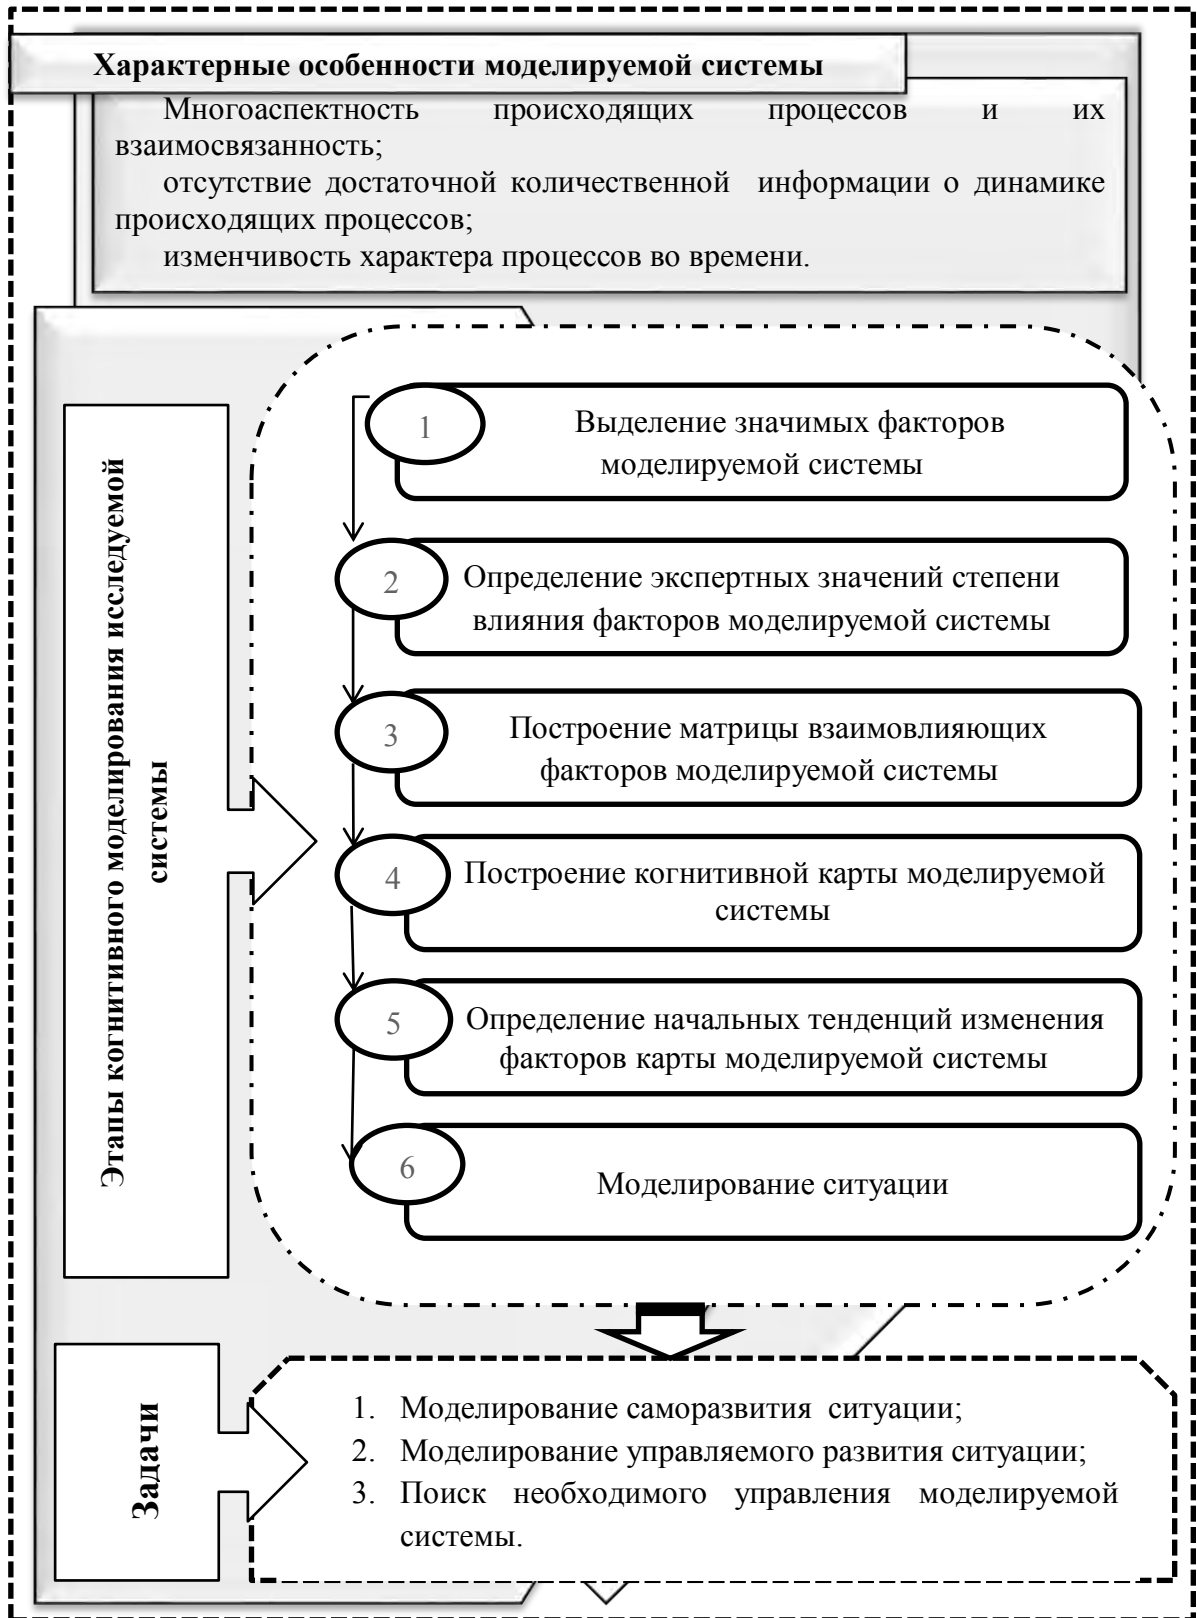 Характерные особенности моделируемой системы
Многоаспектность происходящих процессов и их
взаимосвязанность;
отсутствие достаточной количественной информации о динамике
происходящих процессов;
изменчивость характера процессов во времени.
Этапы когнитивного моделирования исследуемой
системы
1
Выделение значимых факторов
моделируемой системы
2
Определение экспертных значений степени
влияния факторов моделируемой системы
3
Построение матрицы взаимовлияющих
факторов моделируемой системы
4
Построение когнитивной карты моделируемой
системы
5
Определение начальных тенденций изменения
факторов карты моделируемой системы
6
Моделирование ситуации
Задачи
1. Моделирование саморазвития ситуации;
2. Моделирование управляемого развития ситуации;
3. Поиск необходимого управления моделируемой
системы.